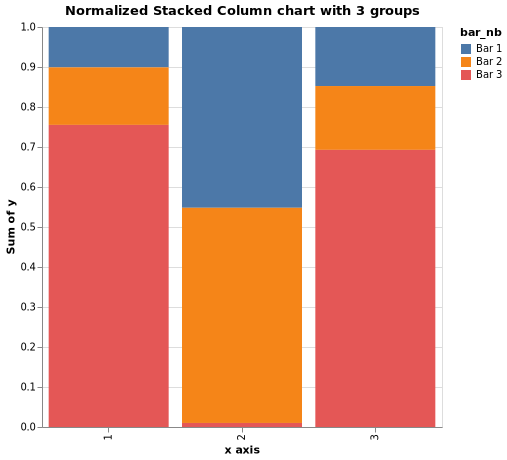 Normalized Stacked Column chart with 3 groups
bar_nb
Bar 1
Bar 2
Bar 3
Sum of y
1.0
0.9
0.8
0.7
0.6
0.5
0.4
0.3
0.2
0.1
0.0
1
2
3
x axis